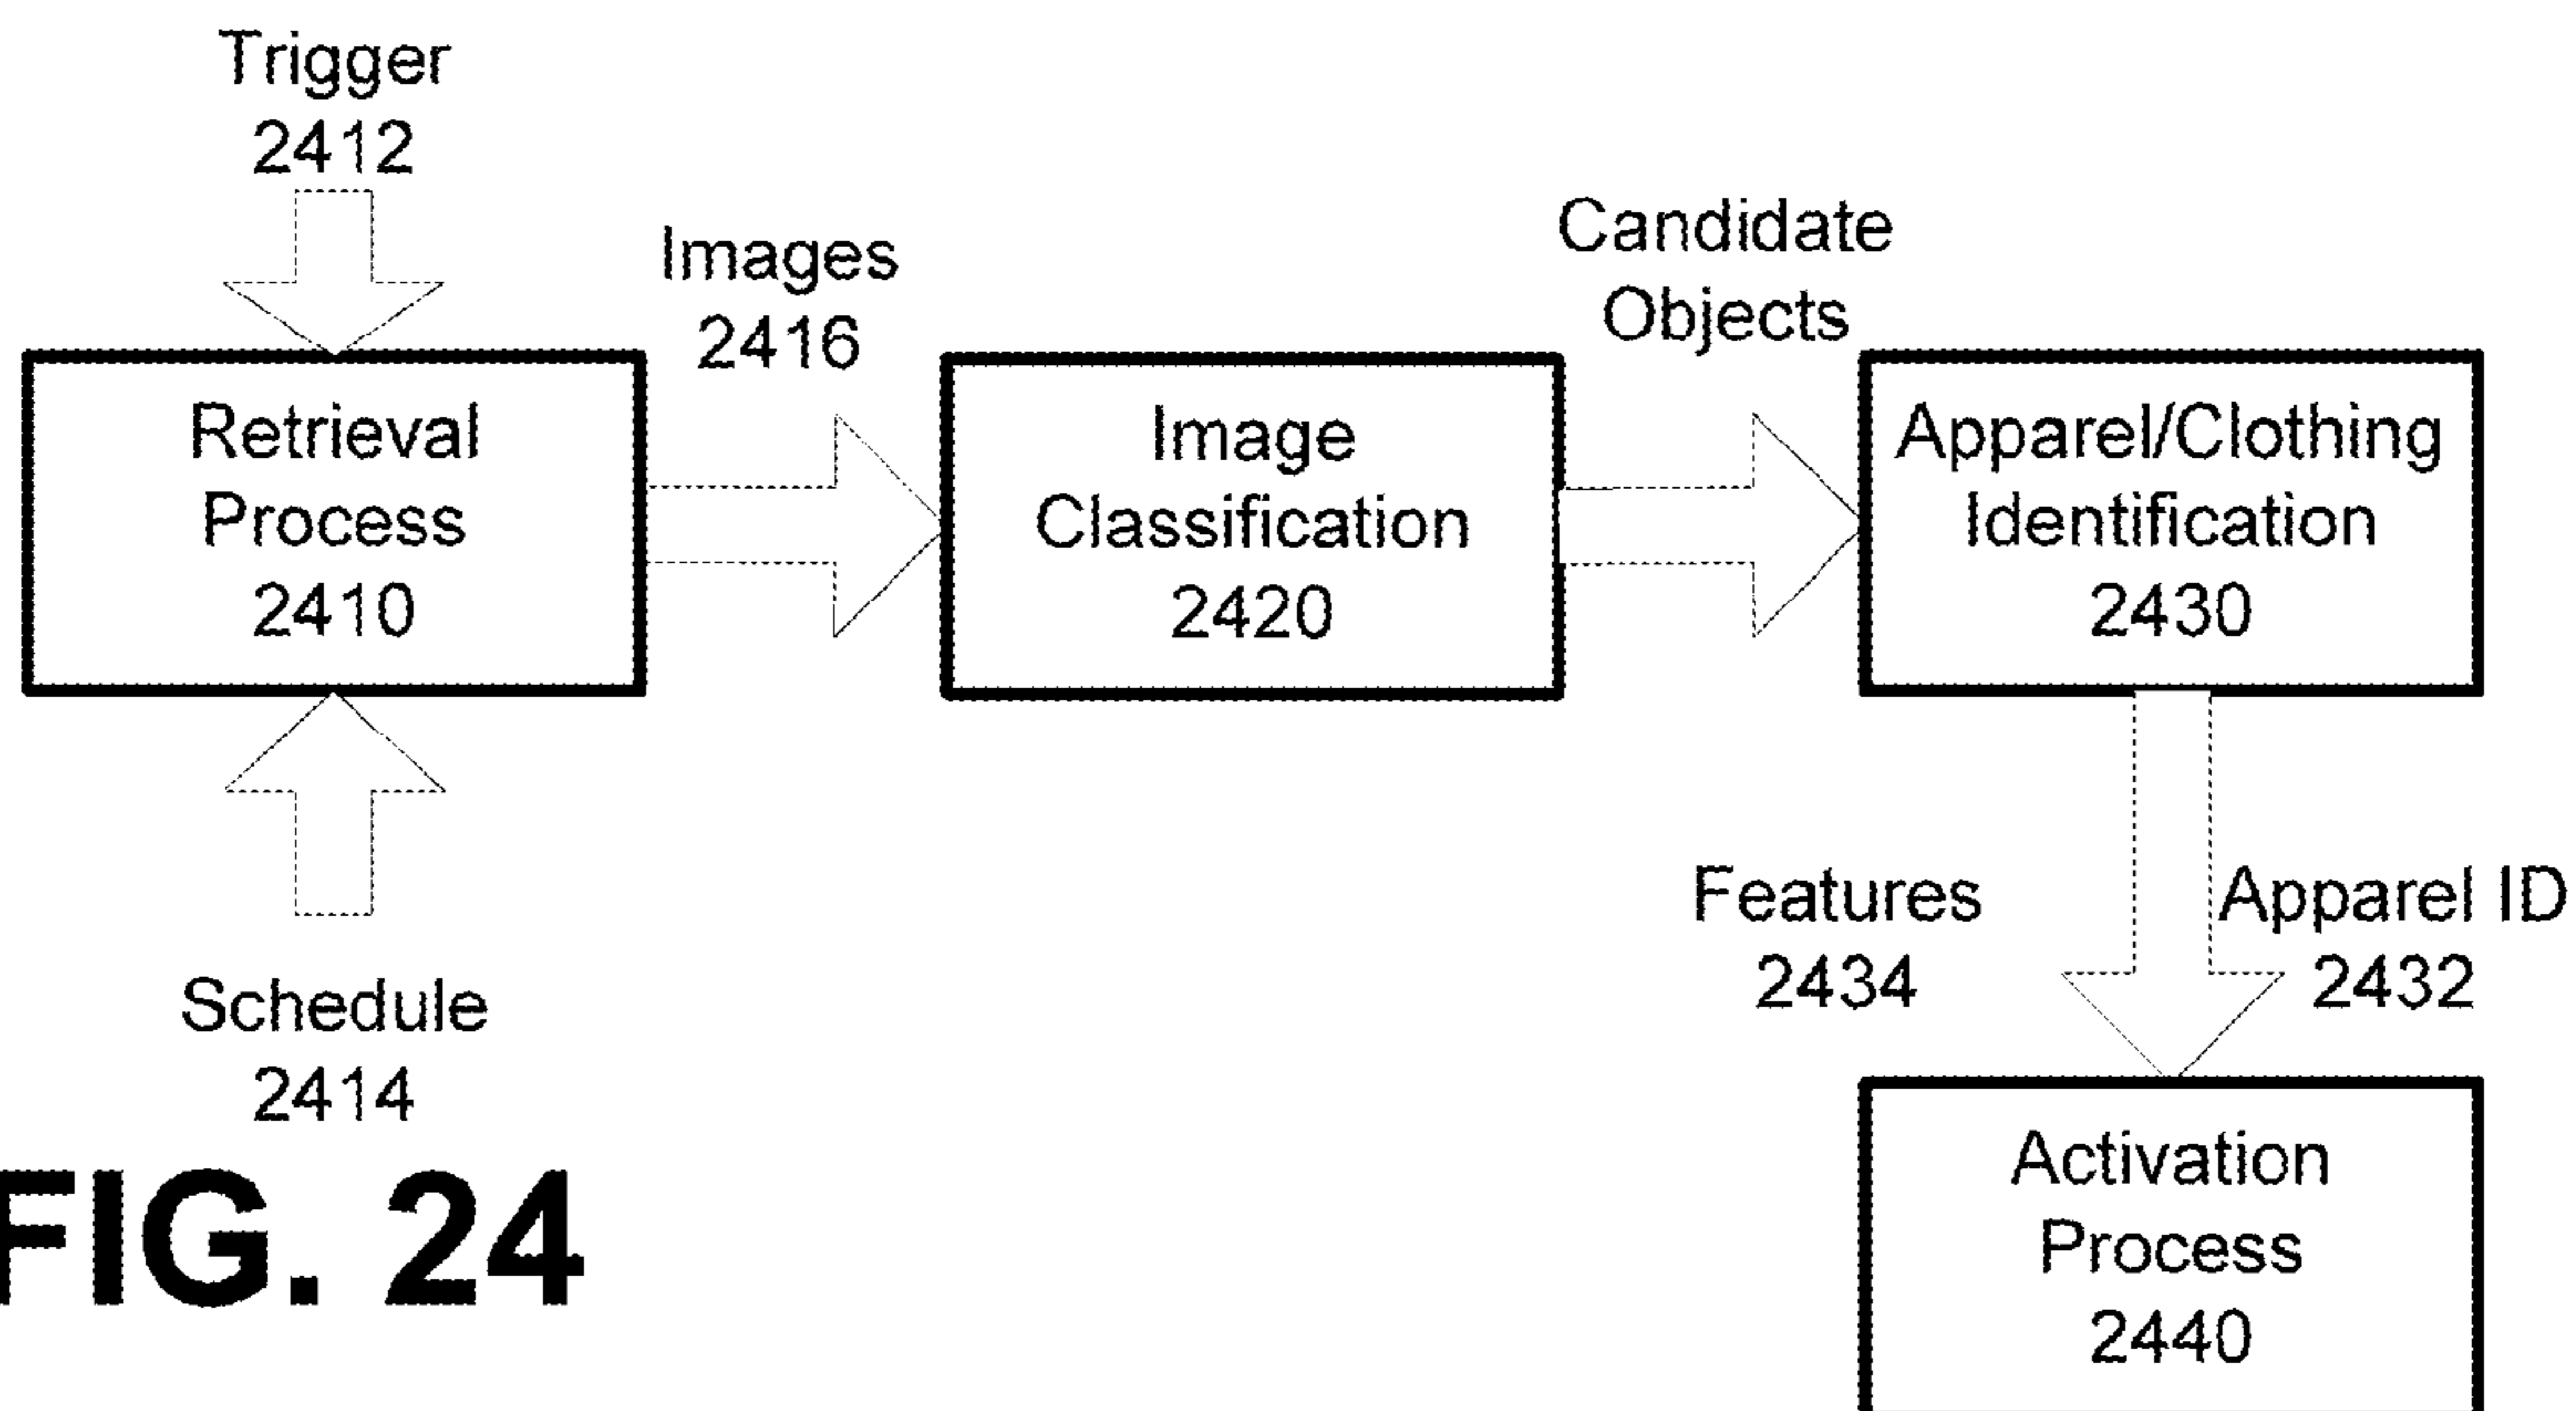 Trigger
2412
Images
2416
Candidate
Objects
Retrieval
Process
2410
Image
Classification
2420
Apparel/Clothing
Identification
2430
Schedule
2414
Features
2434
Apparel ID
2432
Activation
Process
2440
FIG. 24